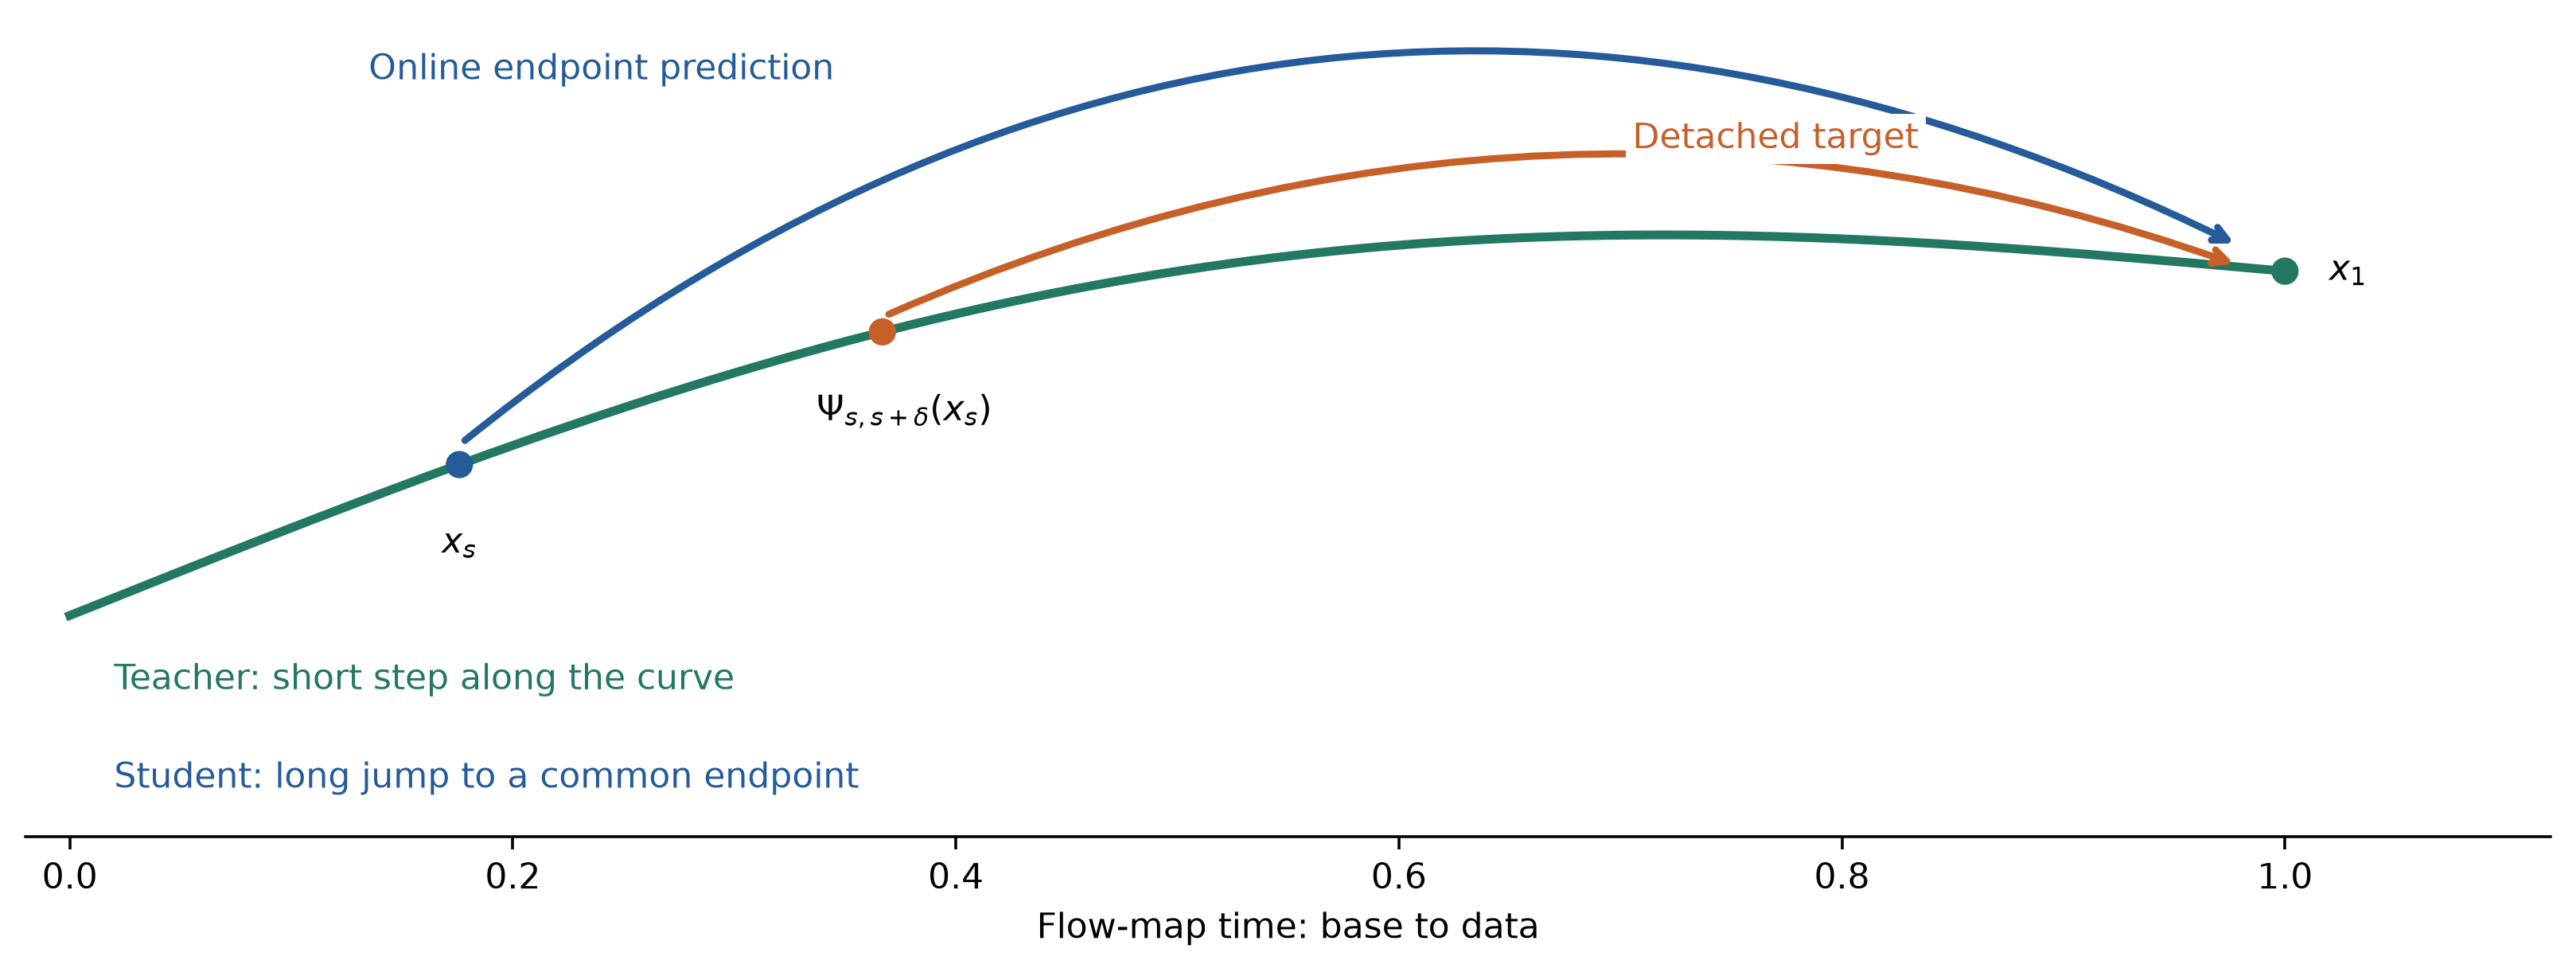 Online endpoint prediction
Detached target
x₁
Ψₛ,ₛ₊δ(xₛ)
xₛ
Teacher: short step along the curve
Student: long jump to a common endpoint
0.0 0.2 0.4 0.6 0.8 1.0
Flow-map time: base to data